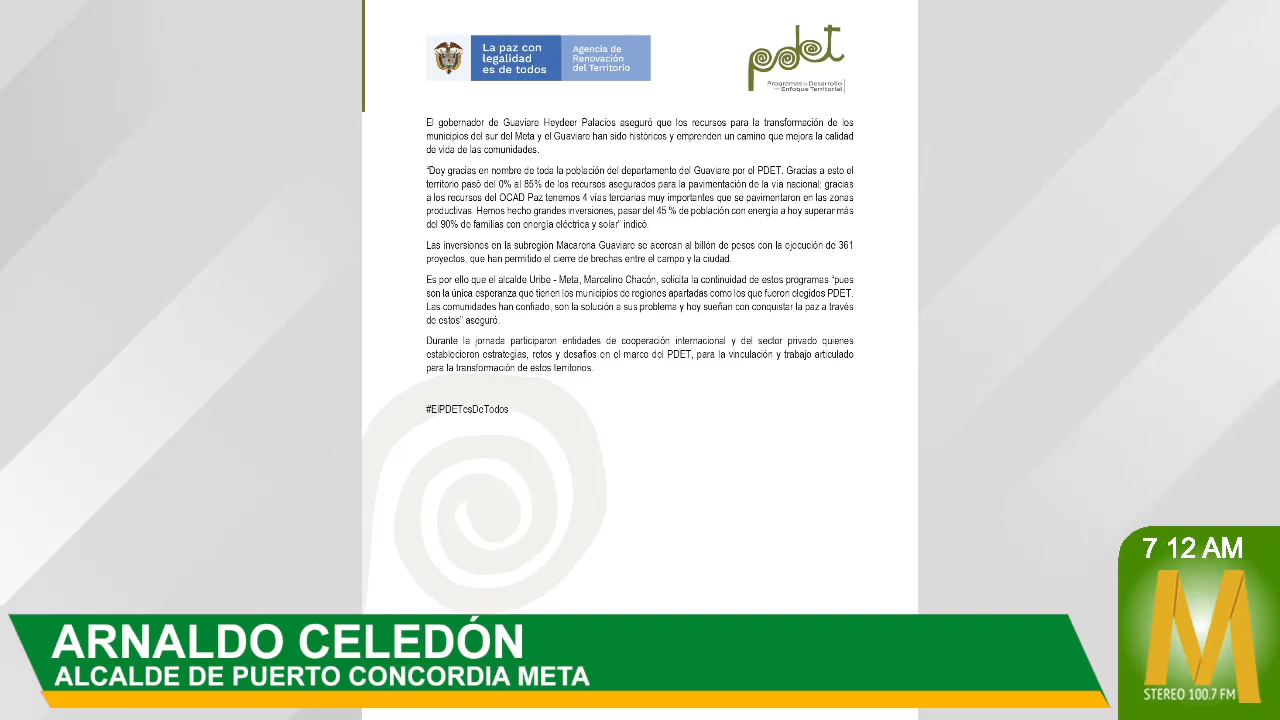 La paz con
legalidad
es de todos
Agencia de
Renovación
del Territorio
pdet
Programas de Desarrollo
con Enfoque Territorial
El gobernador de Guaviare Heydeer Palacios aseguró que los recursos para la transformación de los
municipios del sur del Meta y el Guaviare han sido históricos y emprenden un camino que mejora la calidad
de vida de las comunidades.
“Doy gracias en nombre de toda la población del departamento del Guaviare por el PDET. Gracias a esto el
territorio pasó del 0% al 85% de los recursos asegurados para la pavimentación de la vía nacional; gracias
a los recursos del OCAD Paz tenemos 4 vías terciarias muy importantes que se pavimentaron en las zonas
productivas. Hemos hecho grandes inversiones, pasar del 45 % de población con energía a hoy superar más
del 90% de familias con energía eléctrica y solar” indicó.
Las inversiones en la subregión Macarena Guaviare se acercan al billón de pesos con la ejecución de 361
proyectos, que han permitido el cierre de brechas entre el campo y la ciudad.
Es por ello que el alcalde Uribe - Meta, Marcelino Chacón, solicita la continuidad de estos programas “pues
son la única esperanza que tienen los municipios de regiones apartadas como los que fueron elegidos PDET.
Las comunidades han confiado, son la solución a sus problema y hoy sueñan con conquistar la paz a través
de estos” aseguró.
Durante la jornada participaron entidades de cooperación internacional y del sector privado quienes
establecieron estrategias, retos y desafíos en el marco del PDET, para la vinculación y trabajo articulado
para la transformación de estos territorios.
#ElPDETesDeTodos
7 12 AM
M
STEREO 100.7 FM
ARNALDO CELEDÓN
ALCALDE DE PUERTO CONCORDIA META